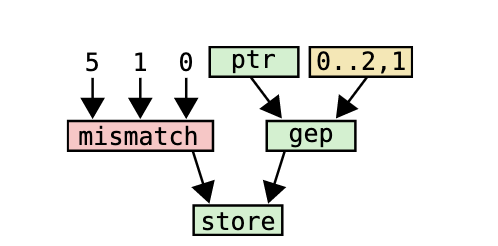 5 1 0 ptr 0..2,1
mismatch gep
store